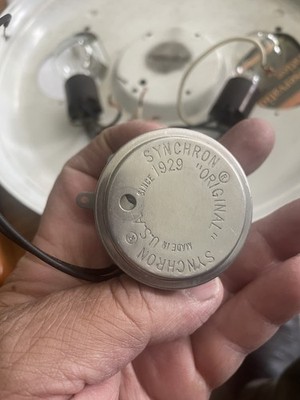 SYNCHRON®
"ORIGINAL"
SINCE
1929
MADE IN
U.S.A.
SYNCHRON®